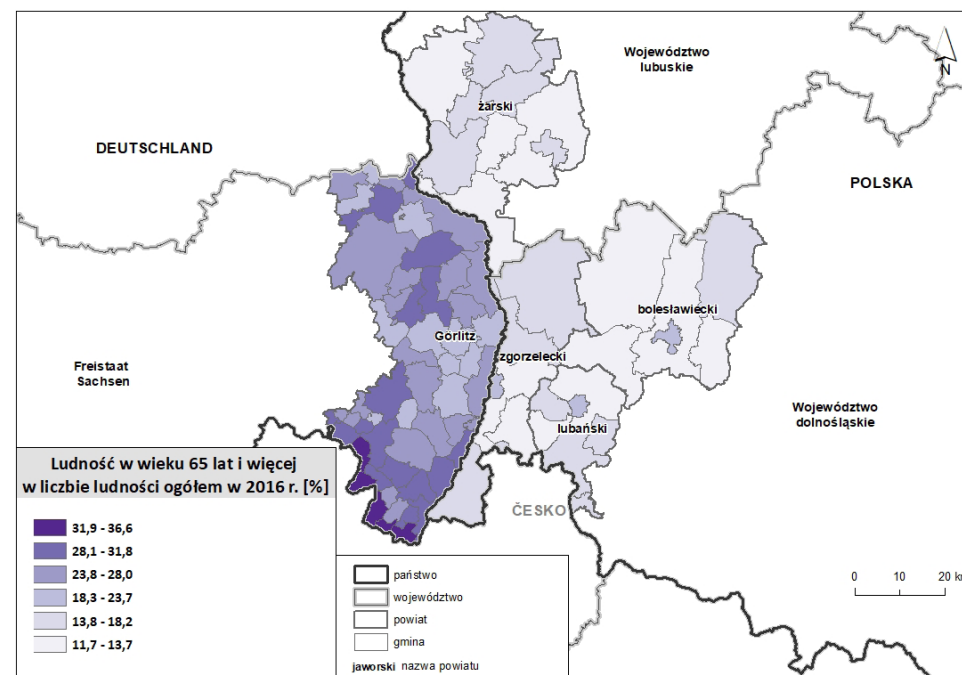 Województwo
lubuskie
N
żarski
DEUTSCHLAND
POLSKA
bolesławiecki
Görlitz
zgorzelecki
Freistaat
Sachsen
Województwo
dolnośląskie
lubański
Ludność w wieku 65 lat i więcej
w liczbie ludności ogółem w 2016 r. [%]
31,9 - 36,6
28,1 - 31,8
23,8 - 28,0
18,3 - 23,7
13,8 - 18,2
11,7 - 13,7
ČESKO
państwo
województwo
powiat
gmina
jaworski nazwa powiatu
0 10 20 km